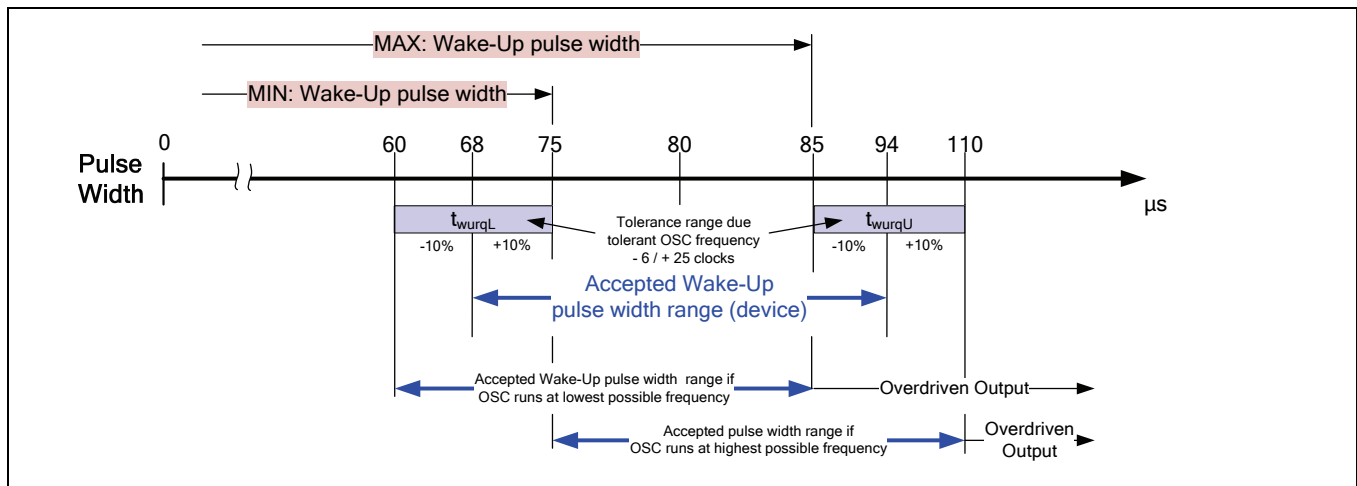 MAX: Wake-Up pulse width
MIN: Wake-Up pulse width
0 60 68 75 80 85 94 110
Pulse
Width
µs
twurqL
twurqU
-10% +10%
-10% +10%
Tolerance range due
tolerant OSC frequency
- 6 / + 25 clocks
Accepted Wake-Up
pulse width range (device)
Accepted Wake-Up pulse width range if
OSC runs at lowest possible frequency
Overdriven Output
Accepted pulse width range if
OSC runs at highest possible frequency
Overdriven
Output